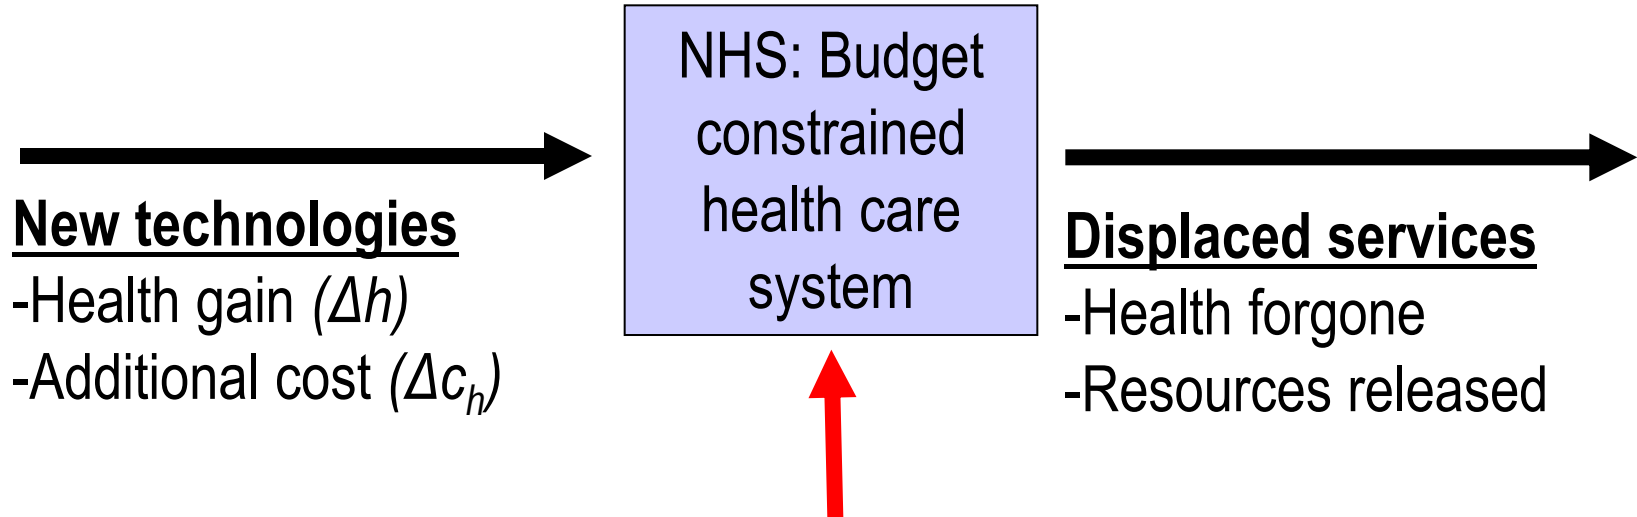 NHS: Budget
constrained
health care
system
New technologies
-Health gain (Δh)
-Additional cost (Δcₕ)
Displaced services
-Health forgone
-Resources released